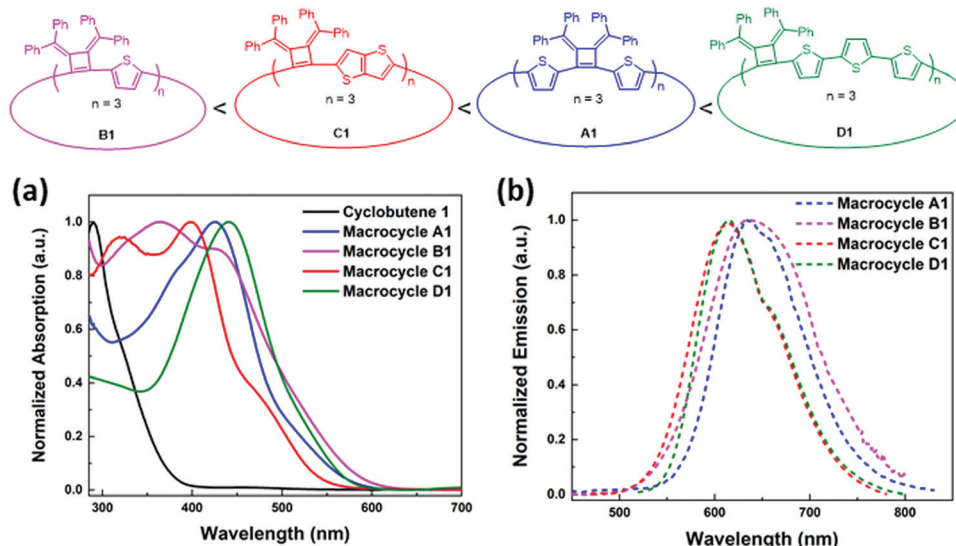 Ph Ph Ph Ph S n
n = 3
B1
<
Ph Ph Ph Ph S S n
n = 3
C1
<
Ph Ph Ph Ph S S n
n = 3
A1
<
Ph Ph Ph Ph S S S n
n = 3
D1
(a)
Normalized Absorption (a.u.)
1.0
0.8
0.6
0.4
0.2
0.0
Cyclobutene 1
Macrocycle A1
Macrocycle B1
Macrocycle C1
Macrocycle D1
300 400 500 600 700
Wavelength (nm)
(b)
Normalized Emission (a.u.)
1.0
0.8
0.6
0.4
0.2
0.0
Macrocycle A1
Macrocycle B1
Macrocycle C1
Macrocycle D1
500 600 700 800
Wavelength (nm)